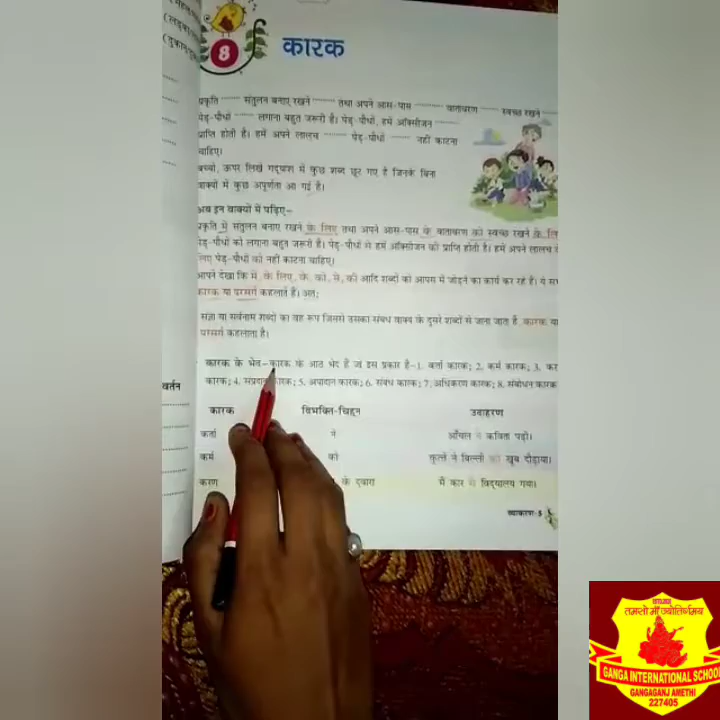 8
कारक
प्रकृति ........ संतुलन बनाए रखने ........ तथा अपने आस-पास ........ वातावरण ..... स्वच्छ रखने .....
पेड़-पौधों ........ लगाना बहुत जरूरी है। पेड़-पौधों, हमें ऑक्सीजन ........
प्राप्ति होती है। हमें अपने लालच ........ पेड़-पौधों ........ नहीं काटना
चाहिए।
बच्चो, ऊपर लिखे गद्यांश में कुछ शब्द छूट गए हैं जिनके बिना
वाक्यों में कुछ अपूर्णता आ गई है।
अब इन वाक्यों में पढ़िए-
प्रकृति में संतुलन बनाए रखने के लिए तथा अपने आस-पास के वातावरण को स्वच्छ रखने के
पेड़-पौधों को लगाना बहुत जरूरी है। पेड़-पौधों से हमें ऑक्सीजन की प्राप्ति होती है। हमें अपने लालच
लिए पेड़-पौधों को नहीं काटना चाहिए।
आपने देखा कि में, के लिए, के, को, से, की आदि शब्दों को आपस में जोड़ने का कार्य कर रहे हैं। ये
कारक या परसर्ग कहलाते हैं। अतः
संज्ञा या सर्वनाम शब्दों का वह रूप जिससे उसका संबंध वाक्य के दूसरे शब्दों से जाना जाता है, कारक या
परसर्ग कहलाता है।
कारक के भेद-कारक के आठ भेद हैं जो इस प्रकार हैं-1. कर्ता कारक; 2. कर्म कारक; 3.
कारक; 4. संप्रदान कारक; 5. अपादान कारक; 6. संबंध कारक; 7. अधिकरण कारक; 8. संबोधन कारक
कारक विभक्ति-चिह्न उदाहरण
कर्ता ने आँचल ने कविता पढ़ी।
कर्म को कुत्ते ने बिल्ली को खूब दौड़ाया।
करण के द्वारा मैं कार से विद्यालय गया।
व्याकरण-5
वर्तन
तमसो मा ज्योतिर्गमय
GANGA INTERNATIONAL SCHOOL
GANGAGANJ AMETHI
227405